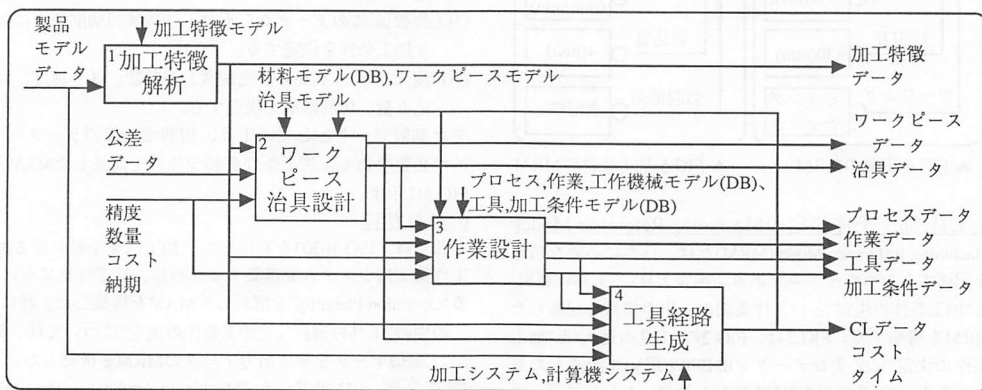 製品
モデル
データ
加工特徴モデル
1
加工特徴
解析
加工特徴
データ
材料モデル(DB),ワークピースモデル
治具モデル
公差
データ
2
ワーク
ピース
治具設計
ワークピース
データ
治具データ
プロセス,作業,工作機械モデル(DB)、
工具,加工条件モデル(DB)
精度
数量
コスト
納期
3
作業設計
プロセスデータ
作業データ
工具データ
加工条件データ
4
工具経路
生成
CLデータ
コスト
タイム
加工システム,計算機システム